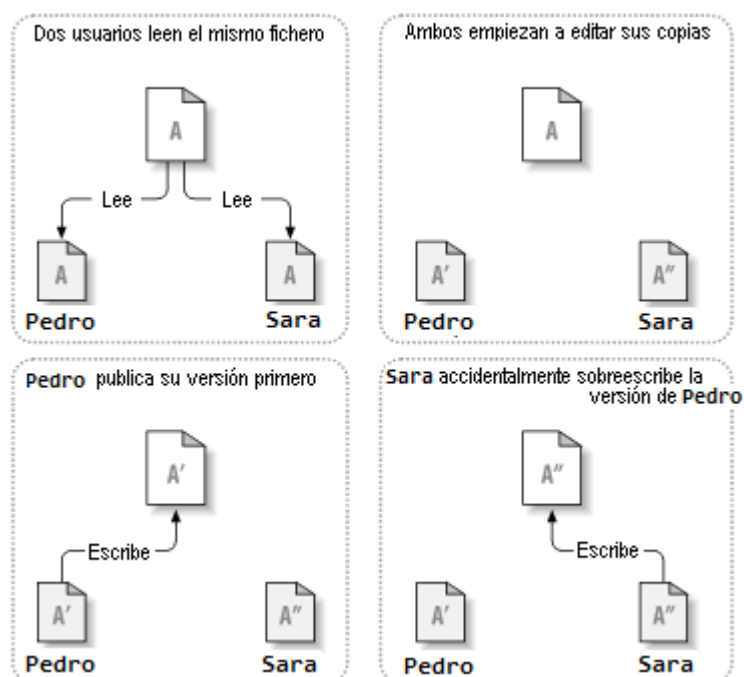 Dos usuarios leen el mismo fichero
A
Lee
Lee
A
A
Pedro
Sara
Ambos empiezan a editar sus copias
A
A′
A″
Pedro
Sara
Pedro publica su versión primero
A′
Escribe
A′
A″
Pedro
Sara
Sara accidentalmente sobreescribe la
versión de Pedro
A″
Escribe
A′
A″
Pedro
Sara